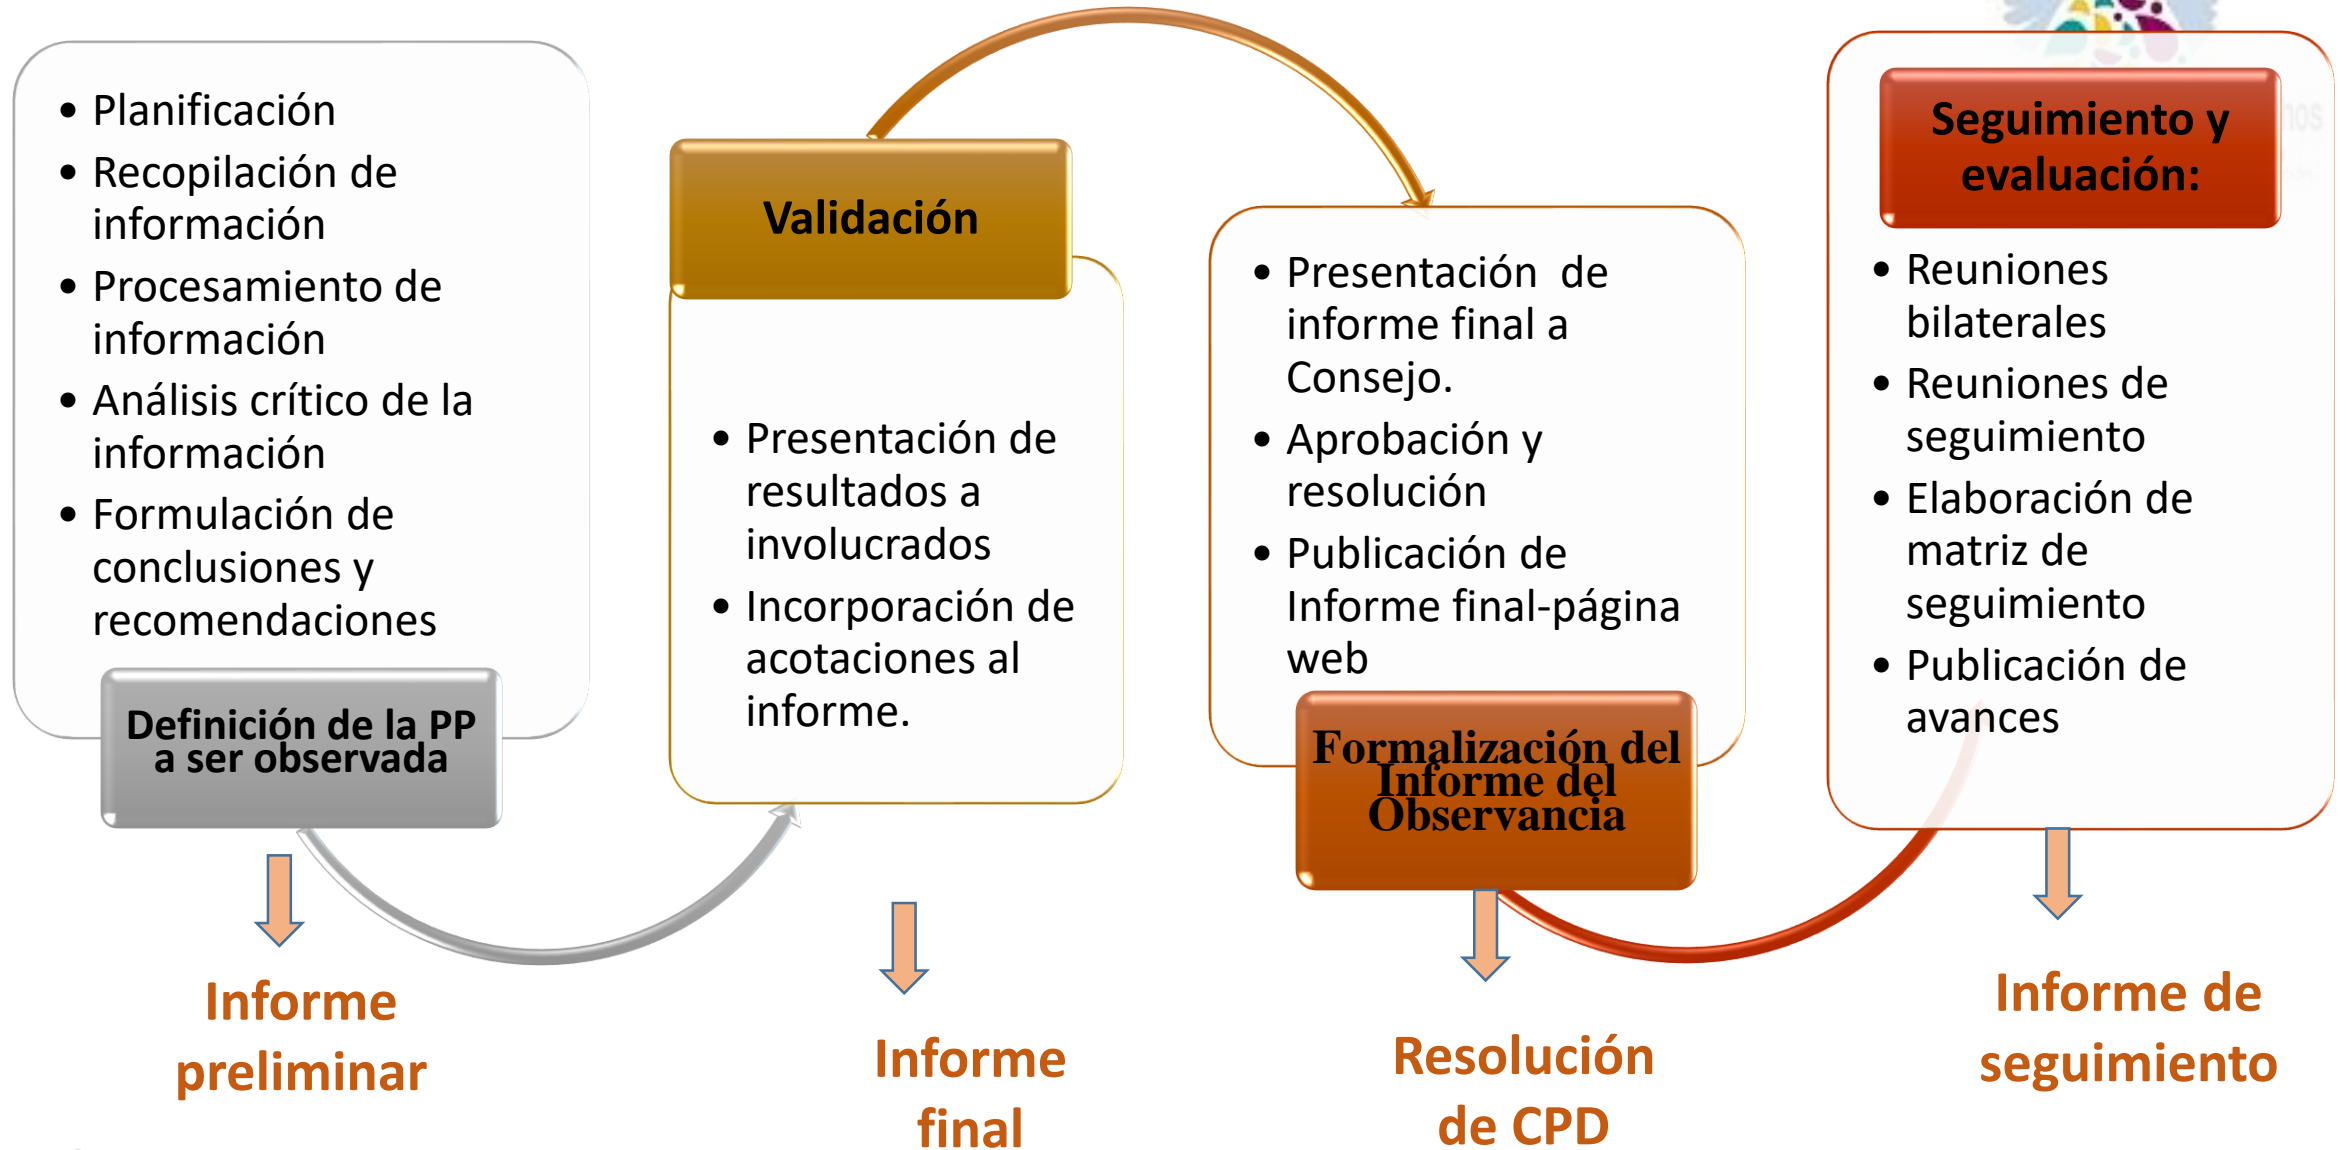 • Planificación
• Recopilación de
información
• Procesamiento de
información
• Análisis crítico de la
información
• Formulación de
conclusiones y
recomendaciones
Definición de la PP
a ser observada
Informe
preliminar
Validación
• Presentación de
resultados a
involucrados
• Incorporación de
acotaciones al
informe.
Informe
final
• Presentación de
informe final a
Consejo.
• Aprobación y
resolución
• Publicación de
Informe final-página
web
Formalización del
Informe del
Observancia
Resolución
de CPD
Seguimiento y
evaluación:
• Reuniones
bilaterales
• Reuniones de
seguimiento
• Elaboración de
matriz de
seguimiento
• Publicación de
avances
Informe de
seguimiento